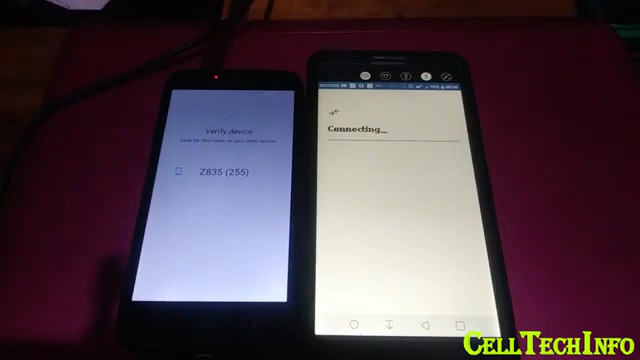 Verify device
Look for this name on your other device
Z835 (255)
Connecting...
CellTechInfo